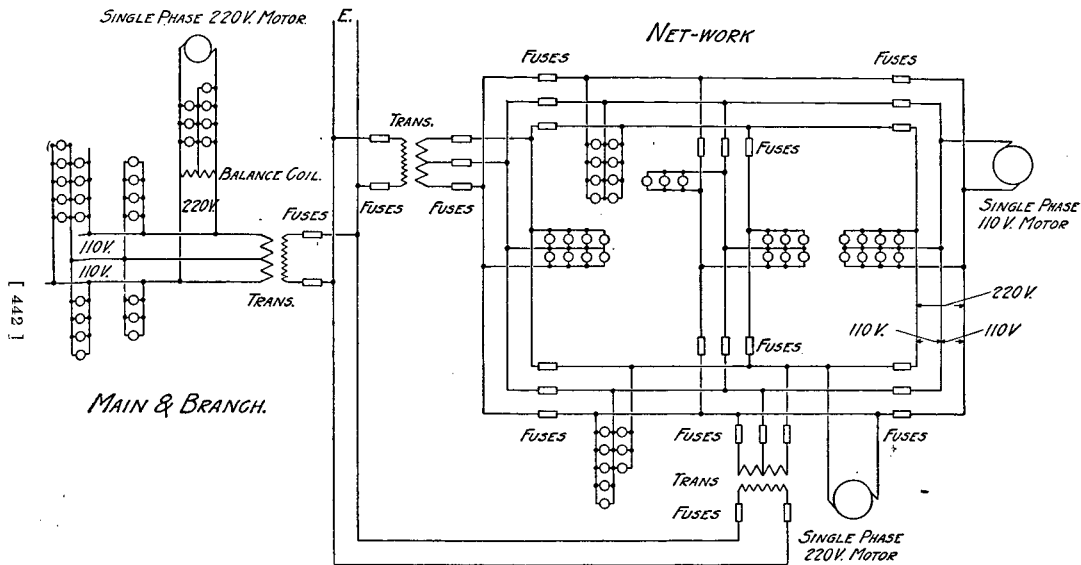 SINGLE PHASE 220V. MOTOR
E.
NET-WORK
FUSES
FUSES
TRANS.
FUSES
BALANCE COIL.
220V.
FUSES
FUSES
FUSES
SINGLE PHASE
110 V. MOTOR
110V.
110V.
TRANS.
220V.
110V.
110V
FUSES
[ 442 ]
MAIN & BRANCH.
FUSES
FUSES
FUSES
TRANS
FUSES
SINGLE PHASE
220V. MOTOR